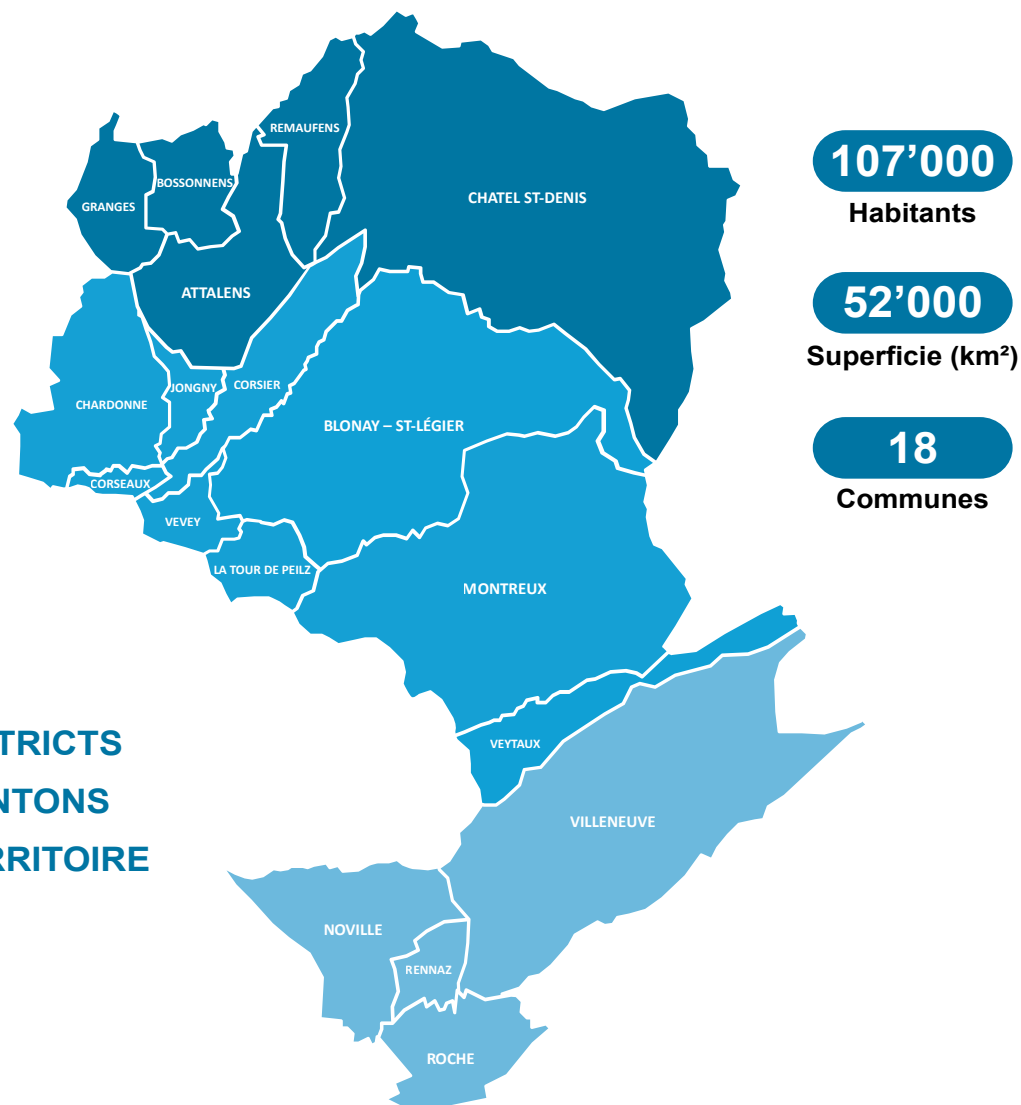 REMAUFENS
BOSSONNENS
GRANGES
CHATEL ST-DENIS
ATTALENS
JONGNY
CORSIER
CHARDONNE
BLONAY – ST-LÉGIER
CORSEAUX
VEVEY
LA TOUR DE PEILZ
MONTREUX
VEYTAUX
VILLENEUVE
NOVILLE
RENNAZ
ROCHE
107’000
Habitants
52’000
Superficie (km²)
18
Communes
TRICTS
NTONS
RRITOIRE